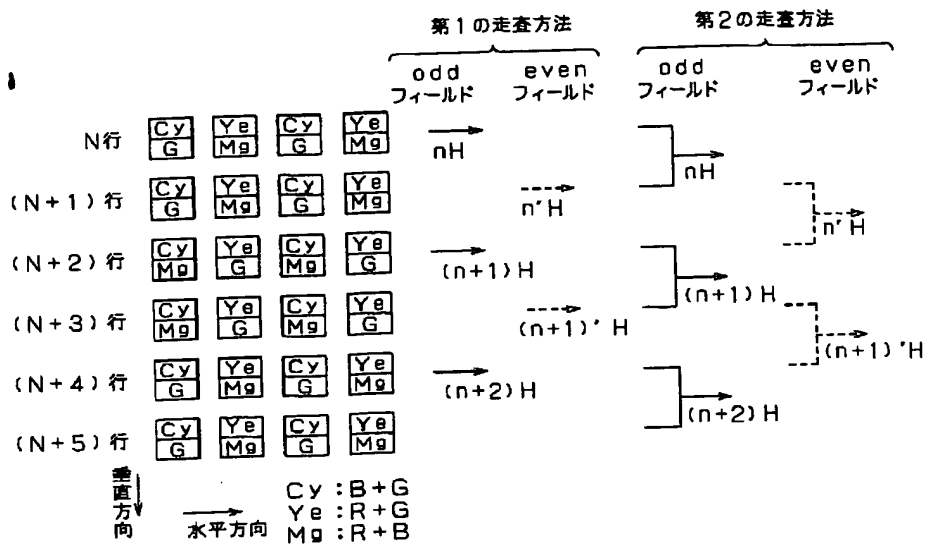 第1の走査方法 第2の走査方法
odd even odd even
フィールド フィールド フィールド フィールド
N行 Cy Ye Cy Ye
G Mg G Mg
nH nH
(N+1)行 Cy Ye Cy Ye
G Mg G Mg
n'H n'H
(N+2)行 Cy Ye Cy Ye
Mg G Mg G
(n+1)H (n+1)H
(N+3)行 Cy Ye Cy Ye
Mg G Mg G
(n+1)'H (n+1)'H
(N+4)行 Cy Ye Cy Ye
G Mg G Mg
(n+2)H (n+2)H
(N+5)行 Cy Ye Cy Ye
G Mg G Mg
垂直方向
水平方向
Cy:B+G
Ye:R+G
Mg:R+B